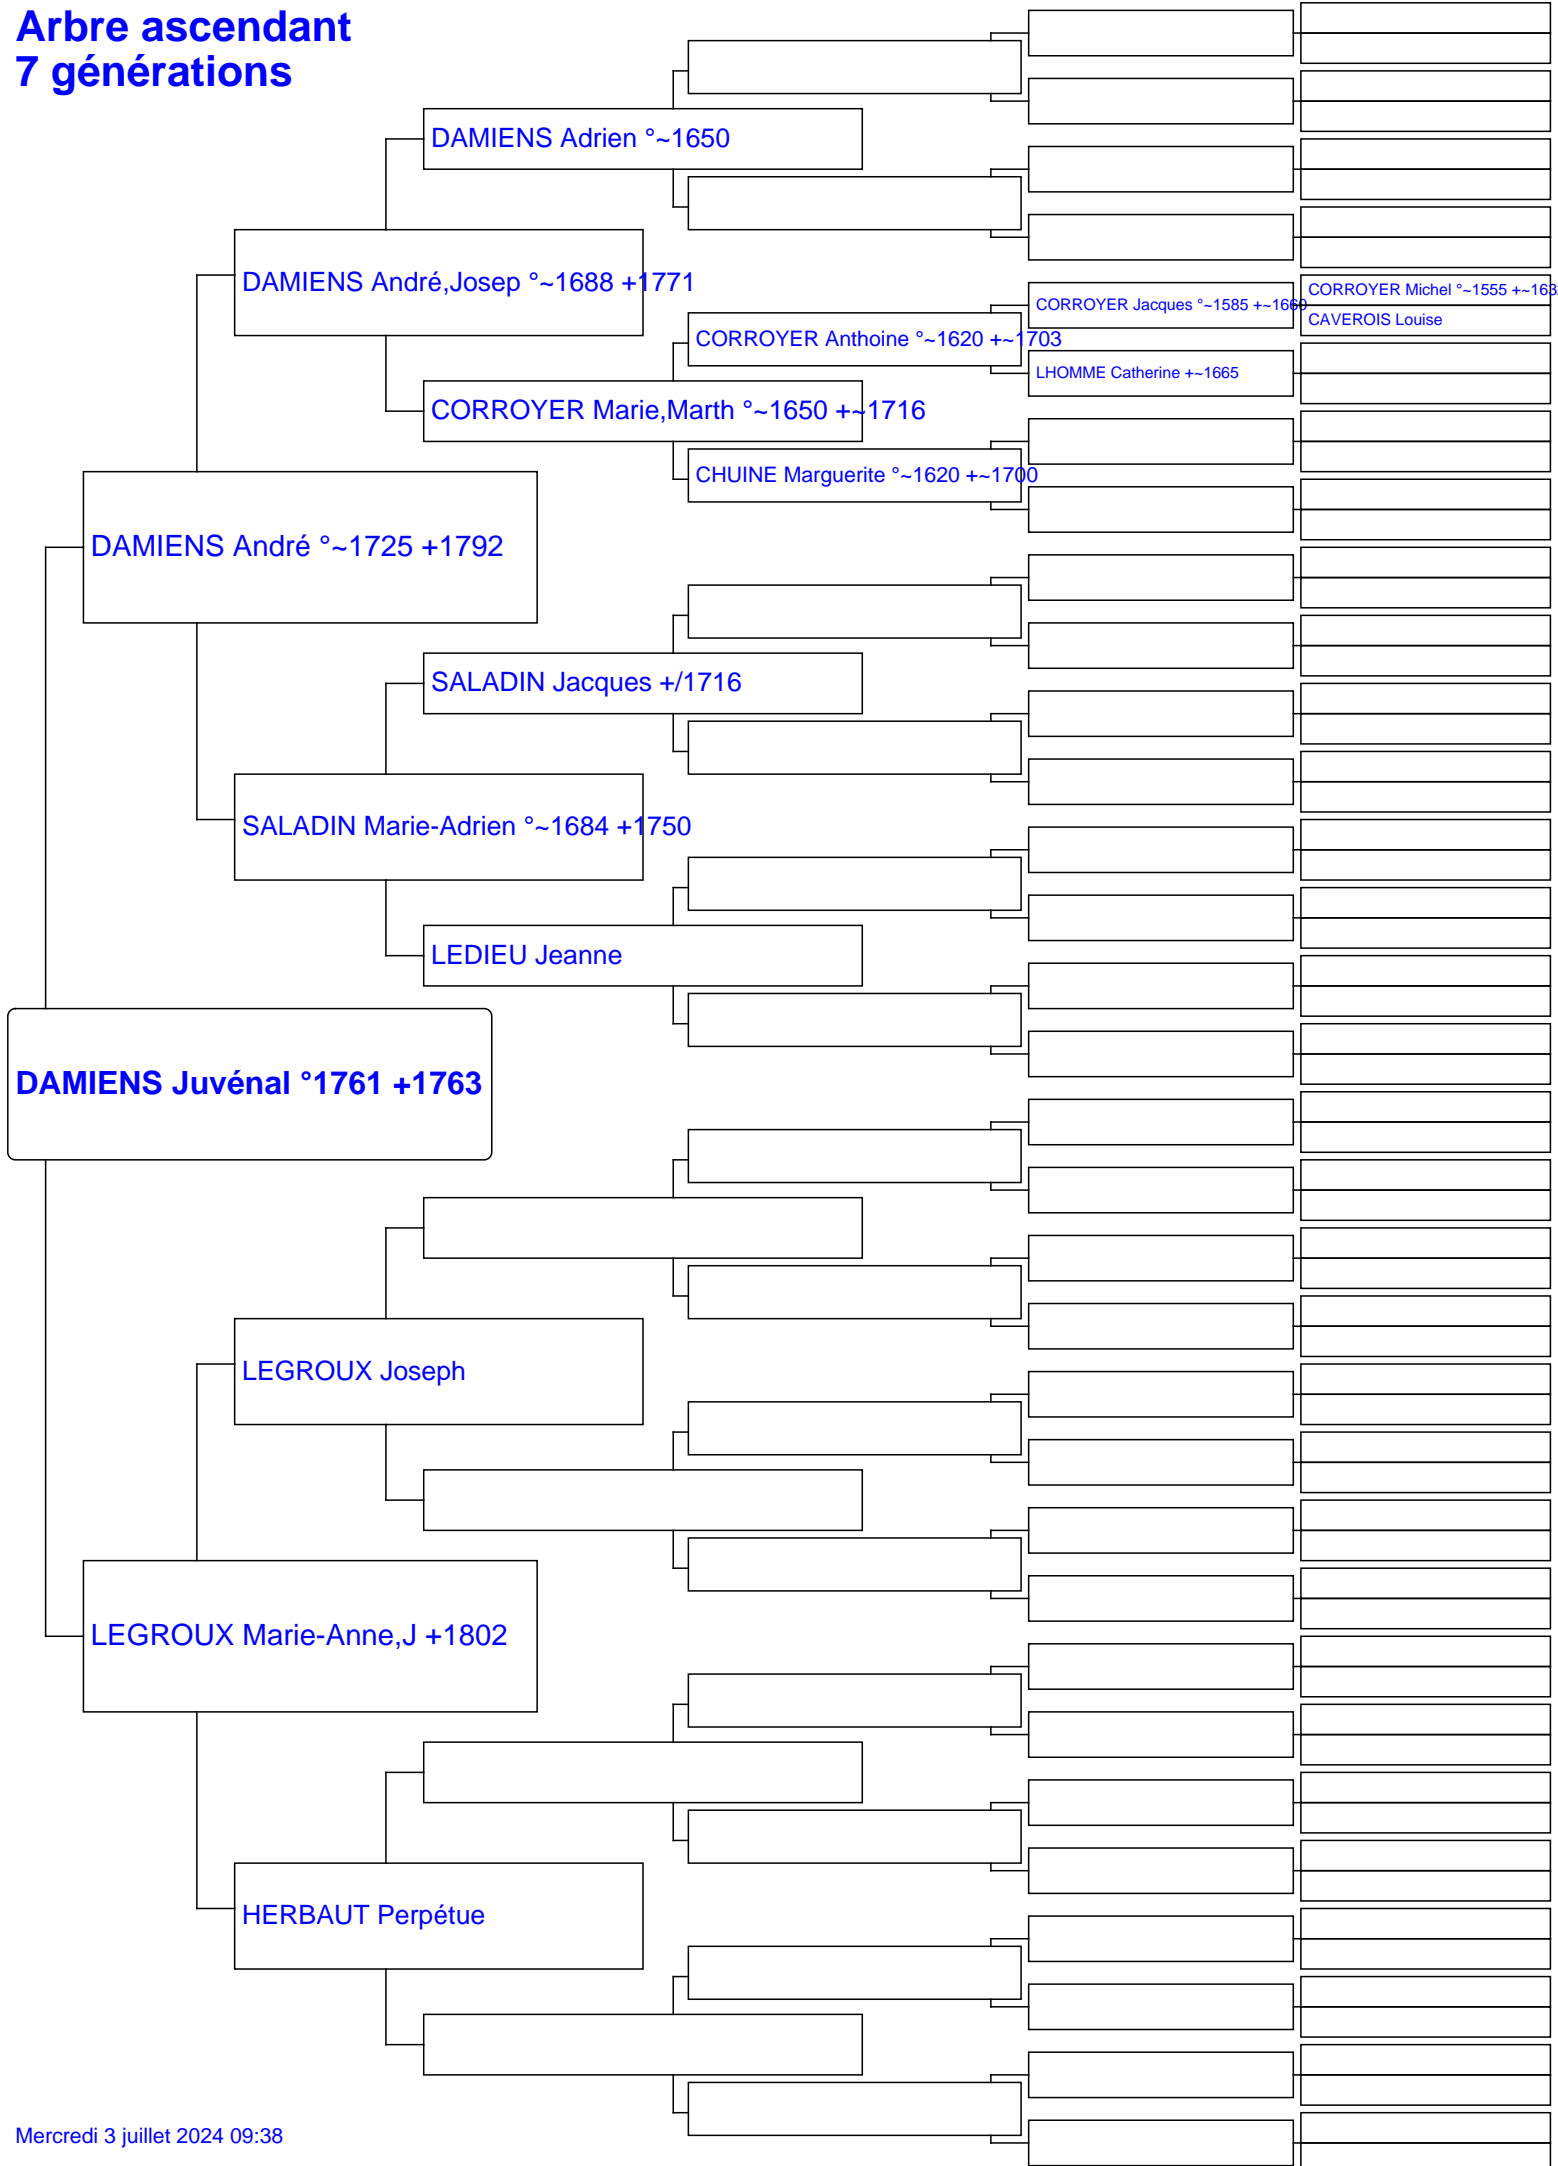 Arbre ascendant
7 générations
DAMIENS Adrien °~1650
DAMIENS André,Josep °~1688 +1771
CORROYER Jacques °~1585 +~1660
CORROYER Michel °~1555 +~163
CAVEROIS Louise
CORROYER Anthoine °~1620 +~1703
LHOMME Catherine +~1665
CORROYER Marie,Marth °~1650 +~1716
CHUINE Marguerite °~1620 +~1700
DAMIENS André °~1725 +1792
SALADIN Jacques +/1716
SALADIN Marie-Adrien °~1684 +1750
LEDIEU Jeanne
DAMIENS Juvénal °1761 +1763
LEGROUX Joseph
LEGROUX Marie-Anne,J +1802
HERBAUT Perpétue
Mercredi 3 juillet 2024 09:38